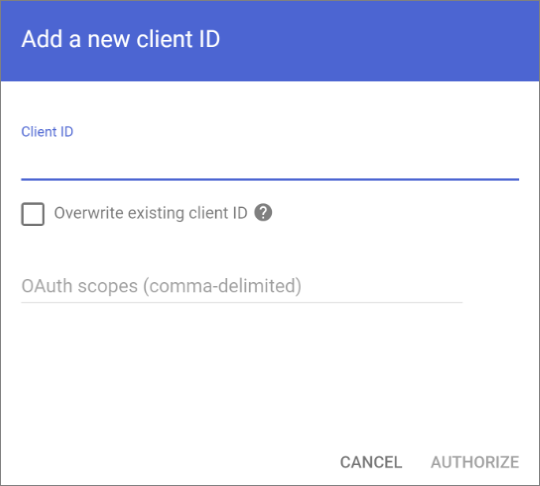 Add a new client ID
Client ID
Overwrite existing client ID ?
OAuth scopes (comma-delimited)
CANCEL AUTHORIZE